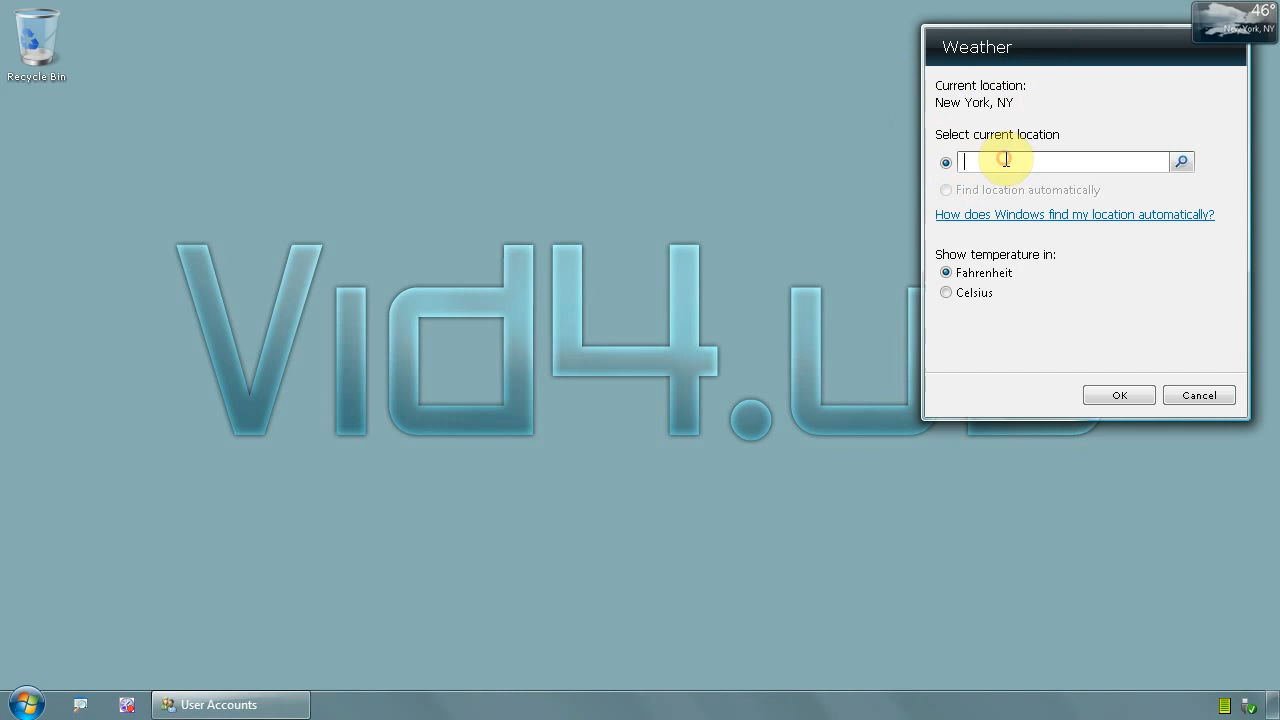 46°
New York, NY
Recycle Bin
Weather
Current location:
New York, NY
Select current location
Find location automatically
How does Windows find my location automatically?
Show temperature in:
Fahrenheit
Celsius
OK
Cancel
User Accounts